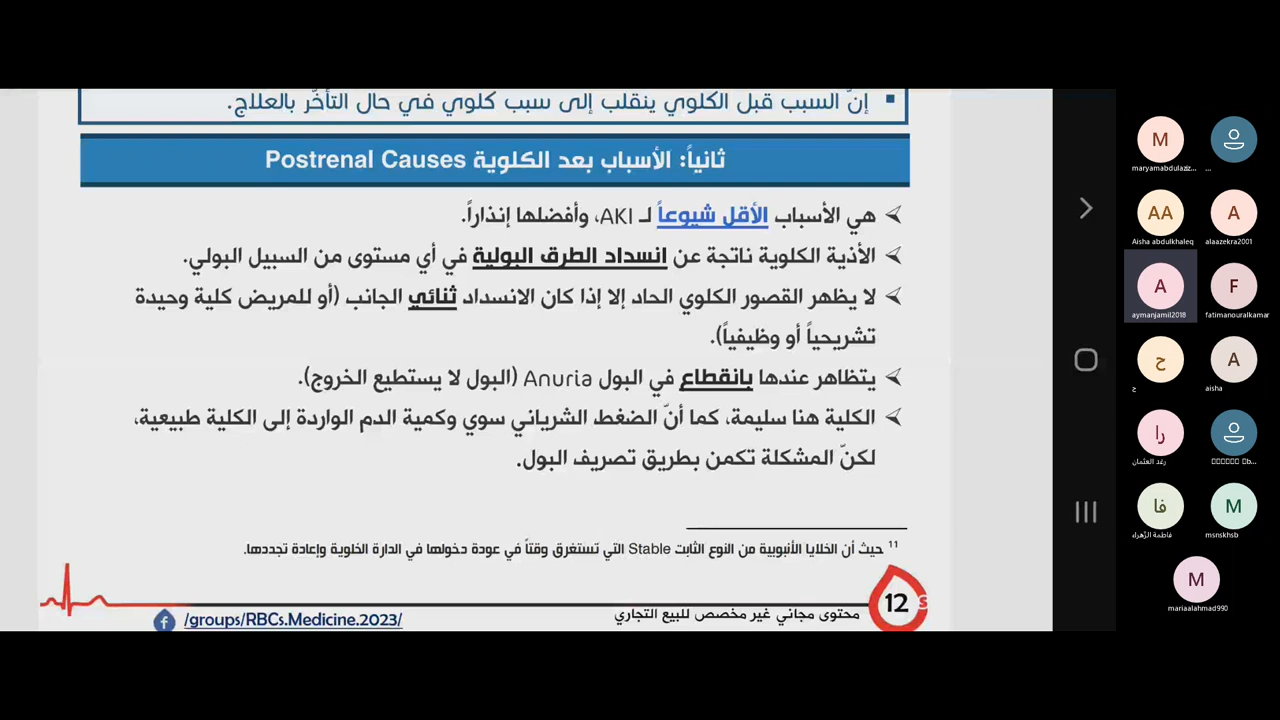 إنّ السبب قبل الكلوي ينقلب إلى سبب كلوي في حال التأخّر بالعلاج.
ثانياً: الأسباب بعد الكلوية Postrenal Causes
هي الأسباب الأقل شيوعاً لـ AKI، وأفضلها إنذاراً.
الأذية الكلوية ناتجة عن انسداد الطرق البولية في أي مستوى من السبيل البولي.
لا يظهر القصور الكلوي الحاد إلا إذا كان الانسداد ثنائي الجانب (أو للمريض كلية وحيدة
تشريحياً أو وظيفياً).
يتظاهر عندها بانقطاع في البول Anuria (البول لا يستطيع الخروج).
الكلية هنا سليمة، كما أنّ الضغط الشرياني سوي وكمية الدم الواردة إلى الكلية طبيعية،
لكنّ المشكلة تكمن بطريق تصريف البول.
11 حيث أن الخلايا الأنبوبية من النوع الثابت Stable التي تستغرق وقتاً في عودة دخولها في الدارة الخلوية وإعادة تجددها.
12
محتوى مجاني غير مخصص للبيع التجاري
/groups/RBCs.Medicine.2023/
M
maryamabdulaziz...
...
AA
Aisha abdulkhaleq
A
alaazekra2001
A
aymanjamil2018
F
fatimanouralkamar
ح
ح
A
aisha
را
رغد العثمان
فا
فاطمة الزهراء
M
msnskhsb
M
mariaalahmad990